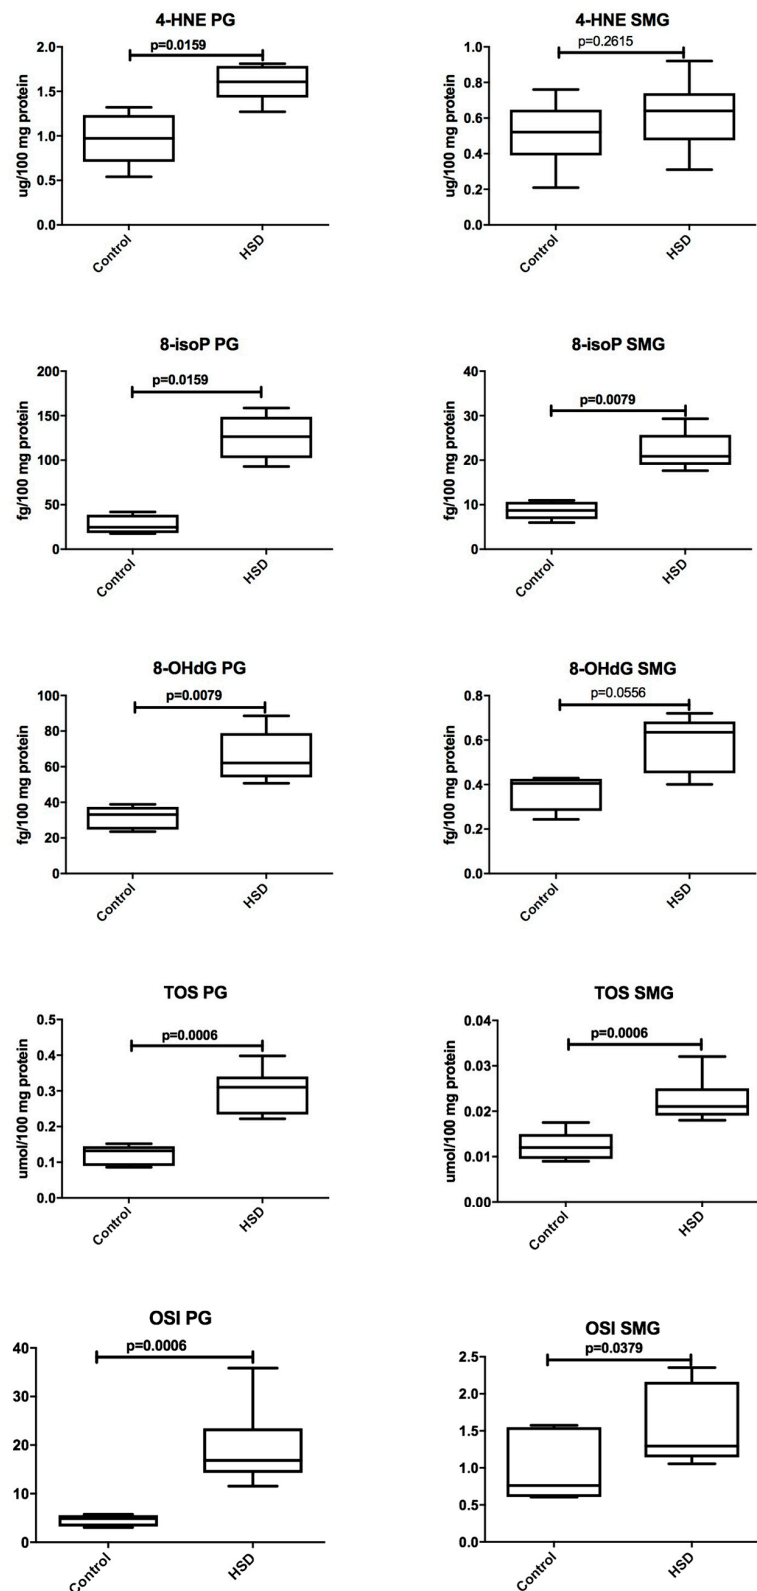 4-HNE PG
p=0.0159
ug/100 mg protein
2.0
1.5
1.0
0.5
0.0
Control
HSD
4-HNE SMG
p=0.2615
ug/100 mg protein
1.0
0.8
0.6
0.4
0.2
0.0
Control
HSD
8-isoP PG
p=0.0159
fg/100 mg protein
200
150
100
50
0
Control
HSD
8-isoP SMG
p=0.0079
fg/100 mg protein
40
30
20
10
0
Control
HSD
8-OHdG PG
p=0.0079
fg/100 mg protein
100
80
60
40
20
0
Control
HSD
8-OHdG SMG
p=0.0556
fg/100 mg protein
0.8
0.6
0.4
0.2
0.0
Control
HSD
TOS PG
p=0.0006
umol/100 mg protein
0.5
0.4
0.3
0.2
0.1
0.0
Control
HSD
TOS SMG
p=0.0006
umol/100 mg protein
0.04
0.03
0.02
0.01
0.00
Control
HSD
OSI PG
p=0.0006
40
30
20
10
0
Control
HSD
OSI SMG
p=0.0379
2.5
2.0
1.5
1.0
0.5
0.0
Control
HSD